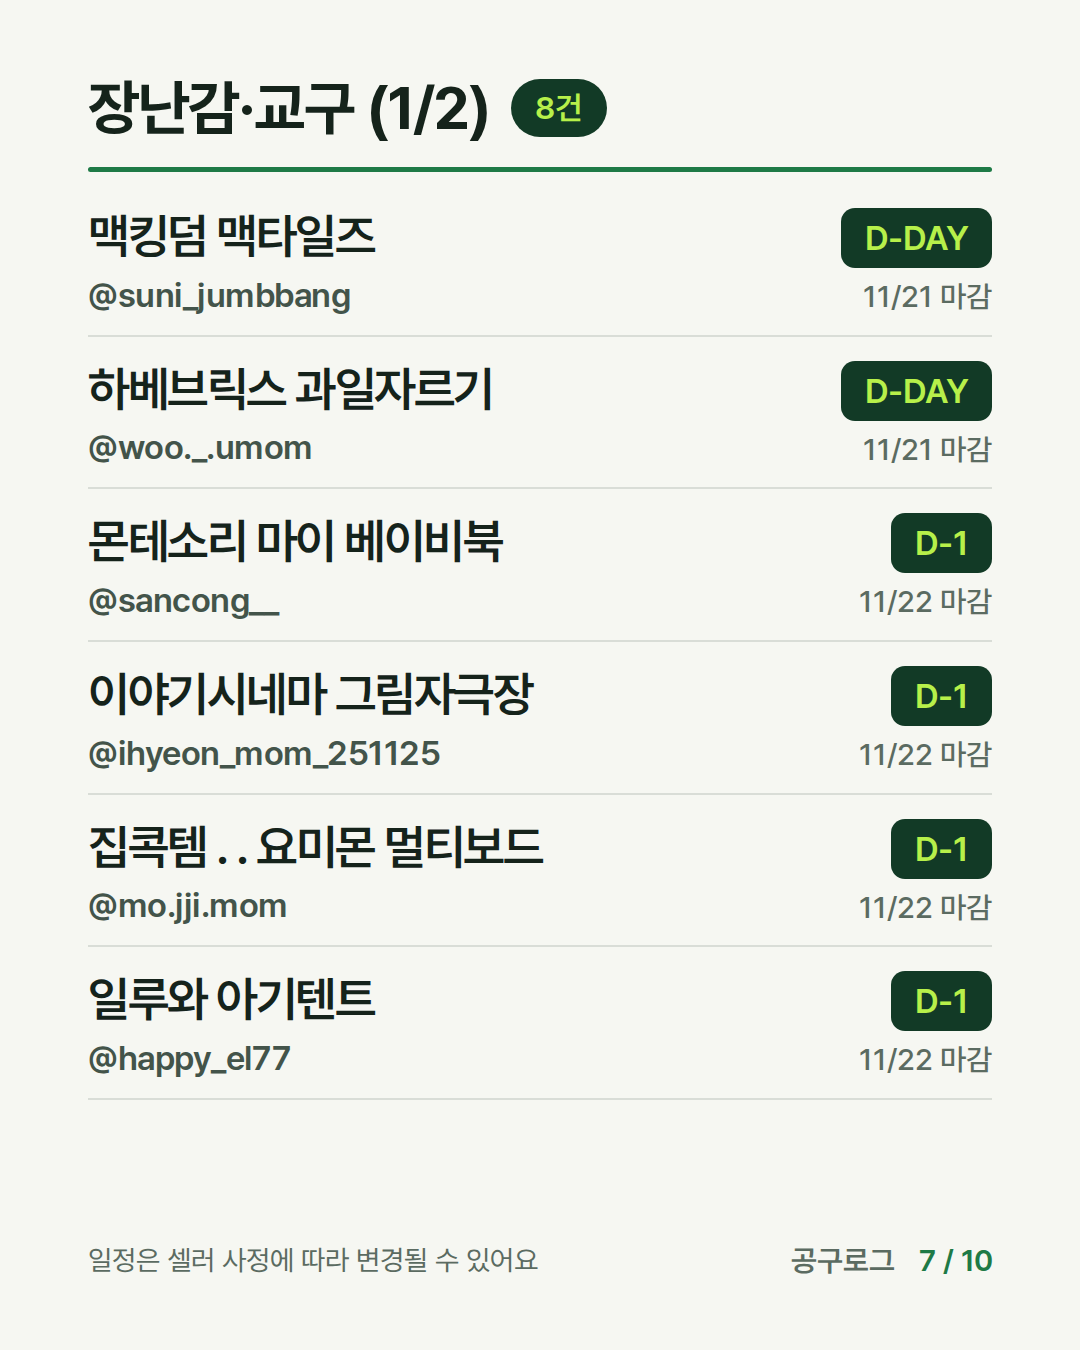 장난감·교구 (1/2) 8건
맥킹덤 맥타일즈 D-DAY
@suni_jumbbang 11/21 마감
하베브릭스 과일자르기 D-DAY
@woo._.umom 11/21 마감
몬테소리 마이 베이비북 D-1
@sancong__ 11/22 마감
이야기시네마 그림자극장 D-1
@ihyeon_mom_251125 11/22 마감
집콕템 . . 요미몬 멀티보드 D-1
@mo.jji.mom 11/22 마감
일루와 아기텐트 D-1
@happy_el77 11/22 마감
일정은 셀러 사정에 따라 변경될 수 있어요 공구로그 7 / 10